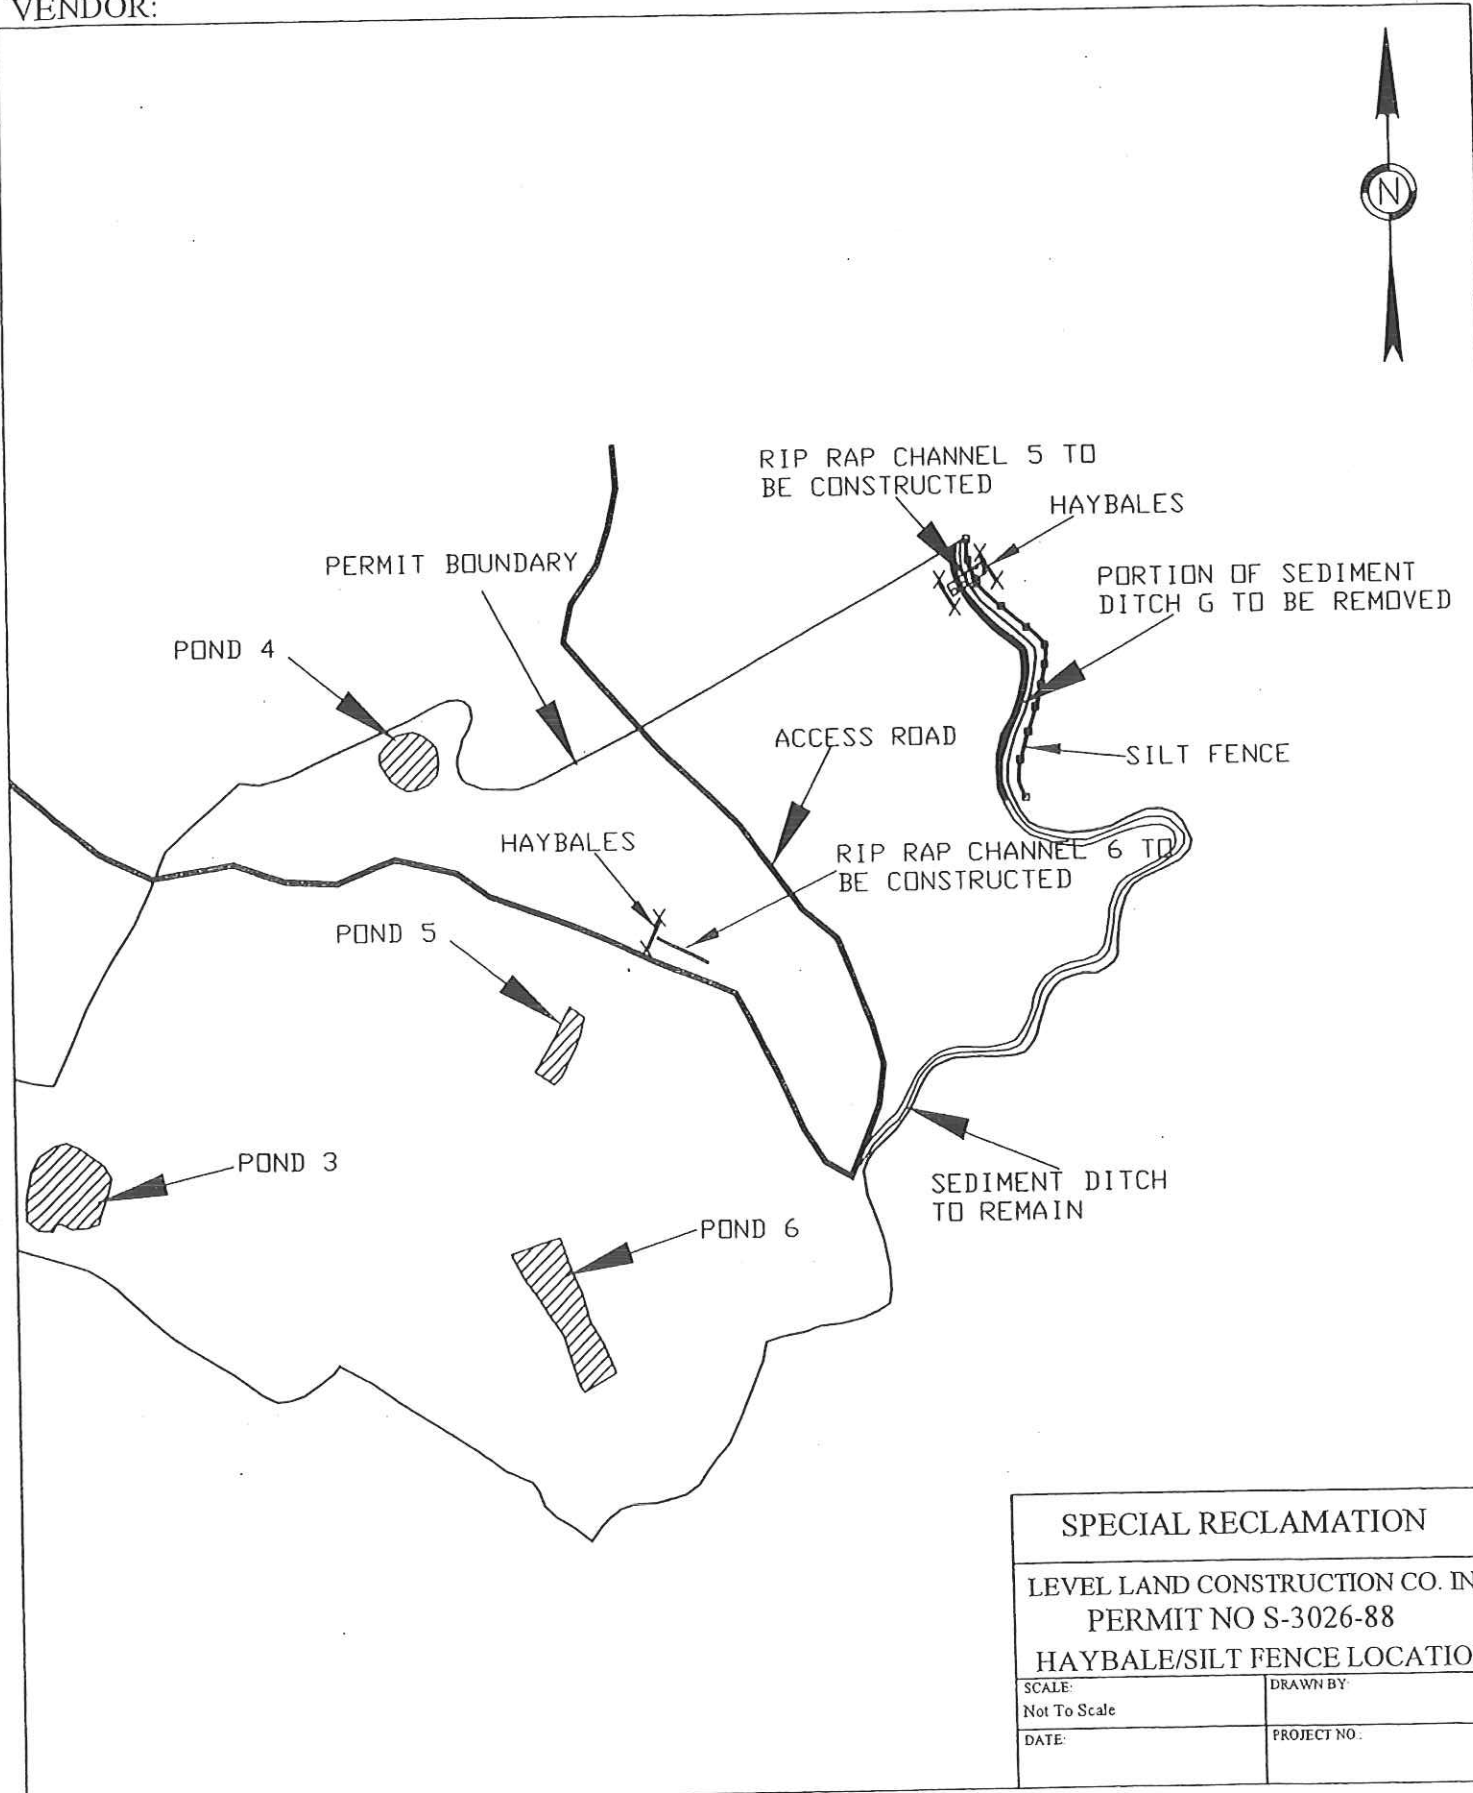 VENDOR:
N
RIP RAP CHANNEL 5 TO
BE CONSTRUCTED
HAYBALES
PERMIT BOUNDARY
PORTION OF SEDIMENT
DITCH G TO BE REMOVED
POND 4
ACCESS ROAD
SILT FENCE
HAYBALES
RIP RAP CHANNEL 6 TO
BE CONSTRUCTED
POND 5
POND 3
SEDIMENT DITCH
TO REMAIN
POND 6
SPECIAL RECLAMATION
LEVEL LAND CONSTRUCTION CO. IN
PERMIT NO S-3026-88
HAYBALE/SILT FENCE LOCATIO
SCALE:
Not To Scale
DRAWN BY:
DATE:
PROJECT NO.: